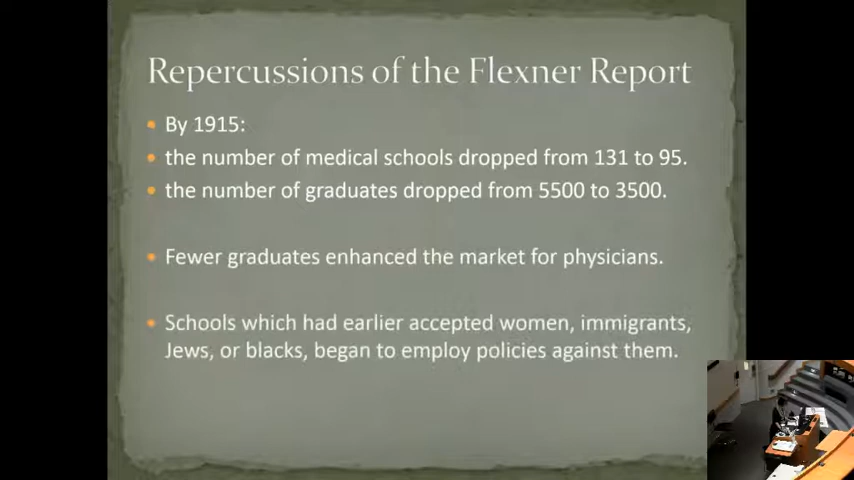 Repercussions of the Flexner Report
By 1915:
the number of medical schools dropped from 131 to 95.
the number of graduates dropped from 5500 to 3500.
Fewer graduates enhanced the market for physicians.
Schools which had earlier accepted women, immigrants,
Jews, or blacks, began to employ policies against them.